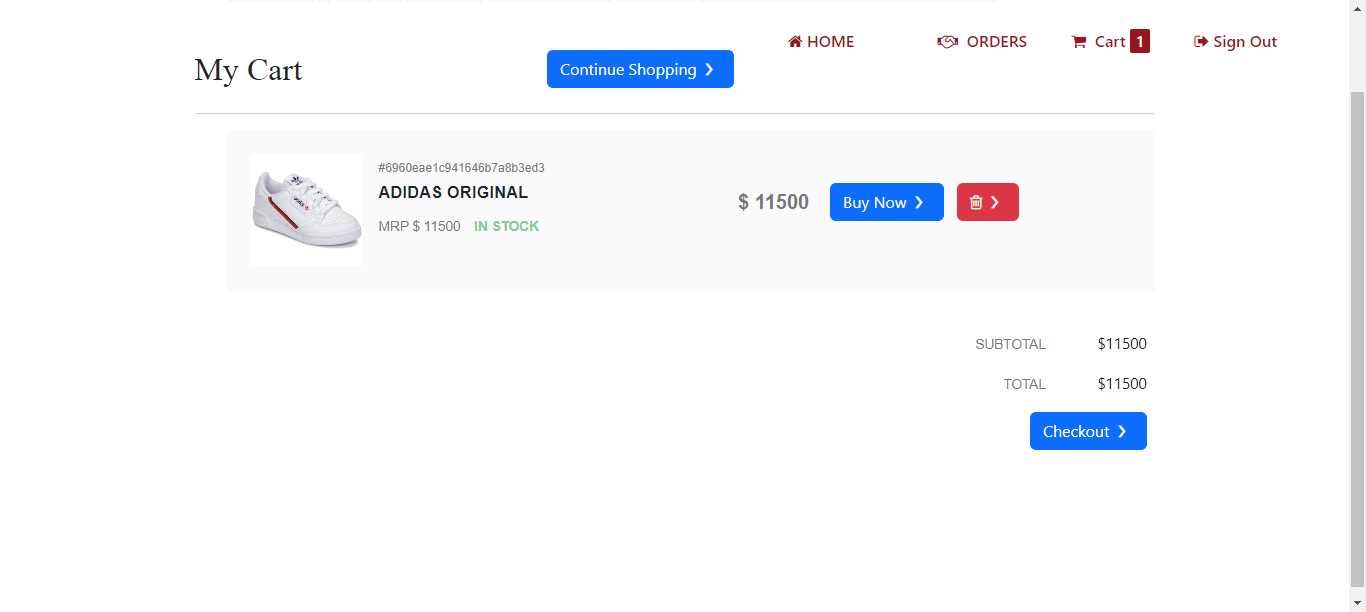 HOME
ORDERS
Cart 1
Sign Out
My Cart
Continue Shopping
#6960eae1c941646b7a8b3ed3
ADIDAS ORIGINAL
MRP $ 11500 IN STOCK
$ 11500
Buy Now
SUBTOTAL $11500
TOTAL $11500
Checkout